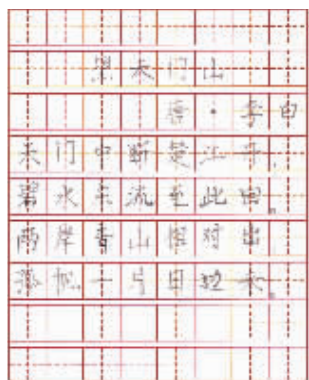 望天门山
唐·李白
天门中断楚江开,
碧水东流至此回。
两岸青山相对出
孤帆一片日边来。